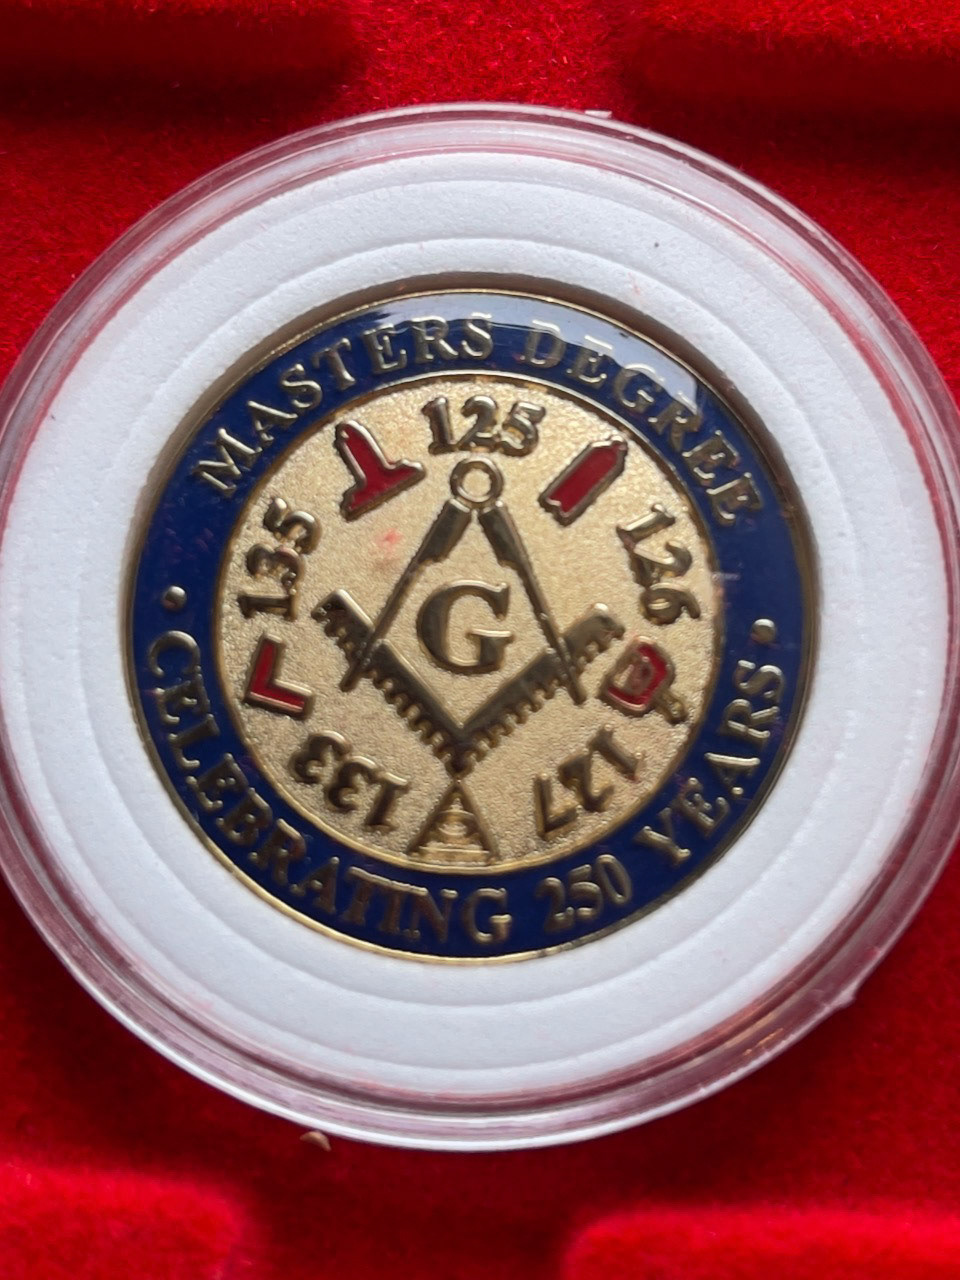 MASTERS DEGREE
• CELEBRATING 250 YEARS •
125
126
127
133
135
G